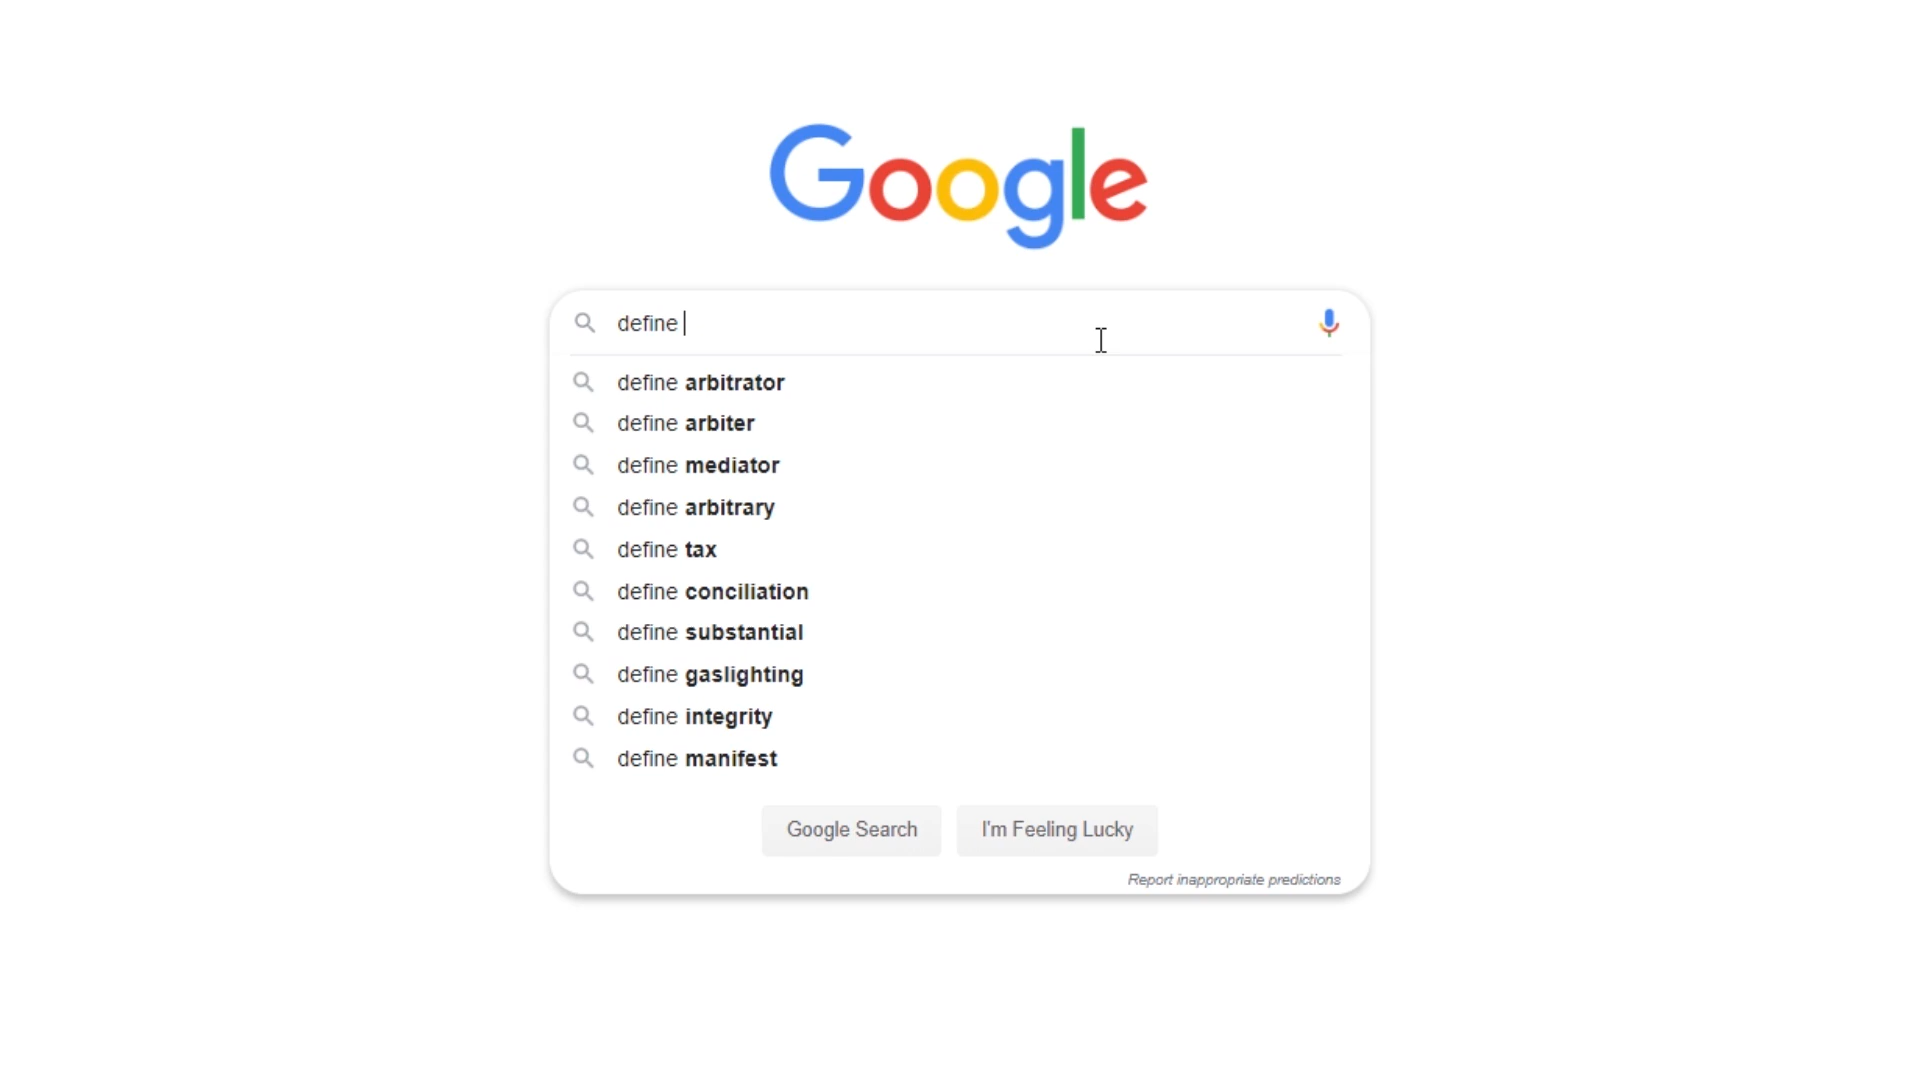 Google
define
define arbitrator
define arbiter
define mediator
define arbitrary
define tax
define conciliation
define substantial
define gaslighting
define integrity
define manifest
Google Search
I'm Feeling Lucky
Report inappropriate predictions